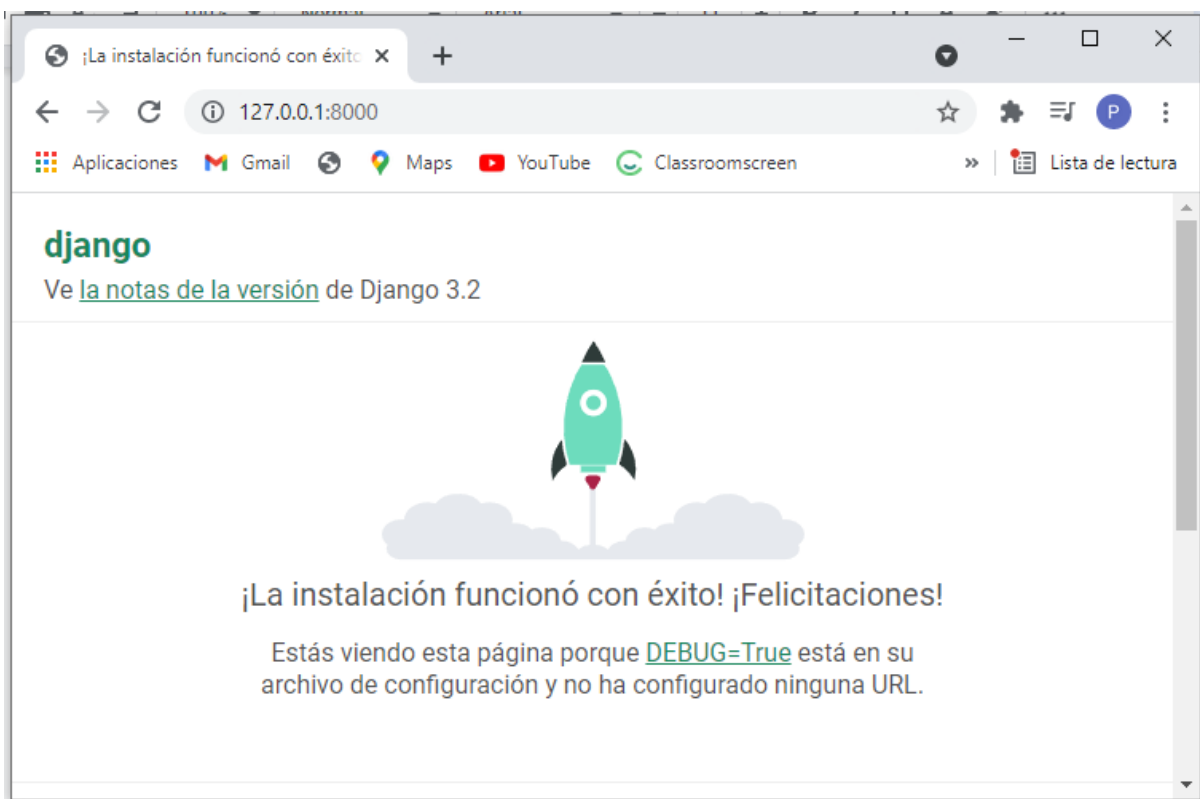 ¡La instalación funcionó con éxito
127.0.0.1:8000
P
Aplicaciones Gmail Maps YouTube Classroomscreen » Lista de lectura
django
Ve la notas de la versión de Django 3.2
¡La instalación funcionó con éxito! ¡Felicitaciones!
Estás viendo esta página porque DEBUG=True está en su
archivo de configuración y no ha configurado ninguna URL.